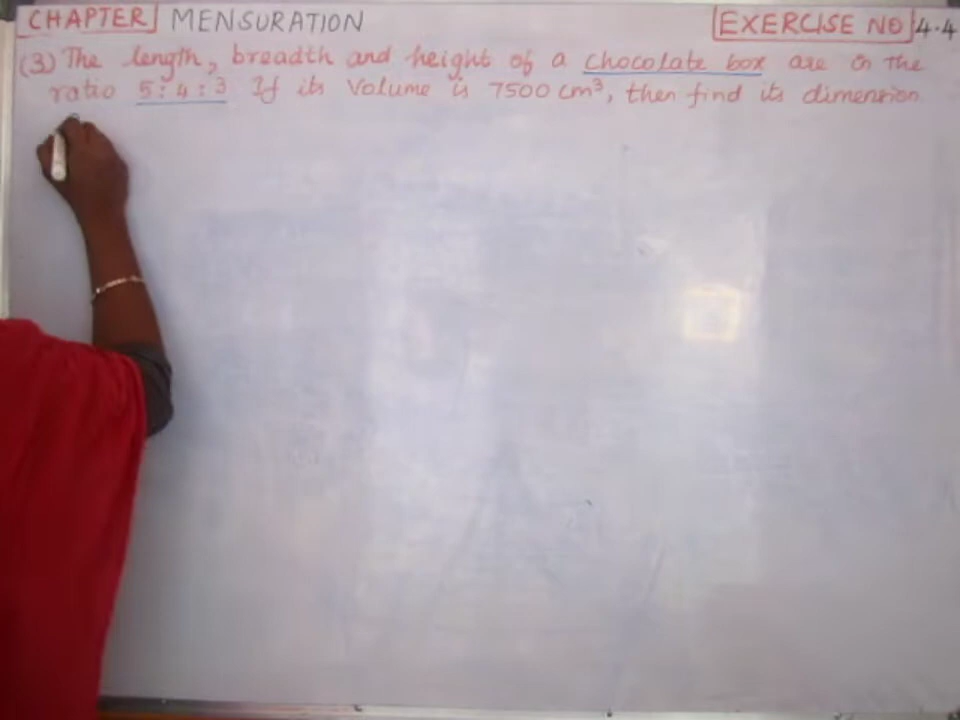 CHAPTER MENSURATION EXERCISE NO 4.4
(3) The length, breadth and height of a chocolate box are in the
ratio 5:4:3 If its Volume is 7500 cm³, then find its dimension